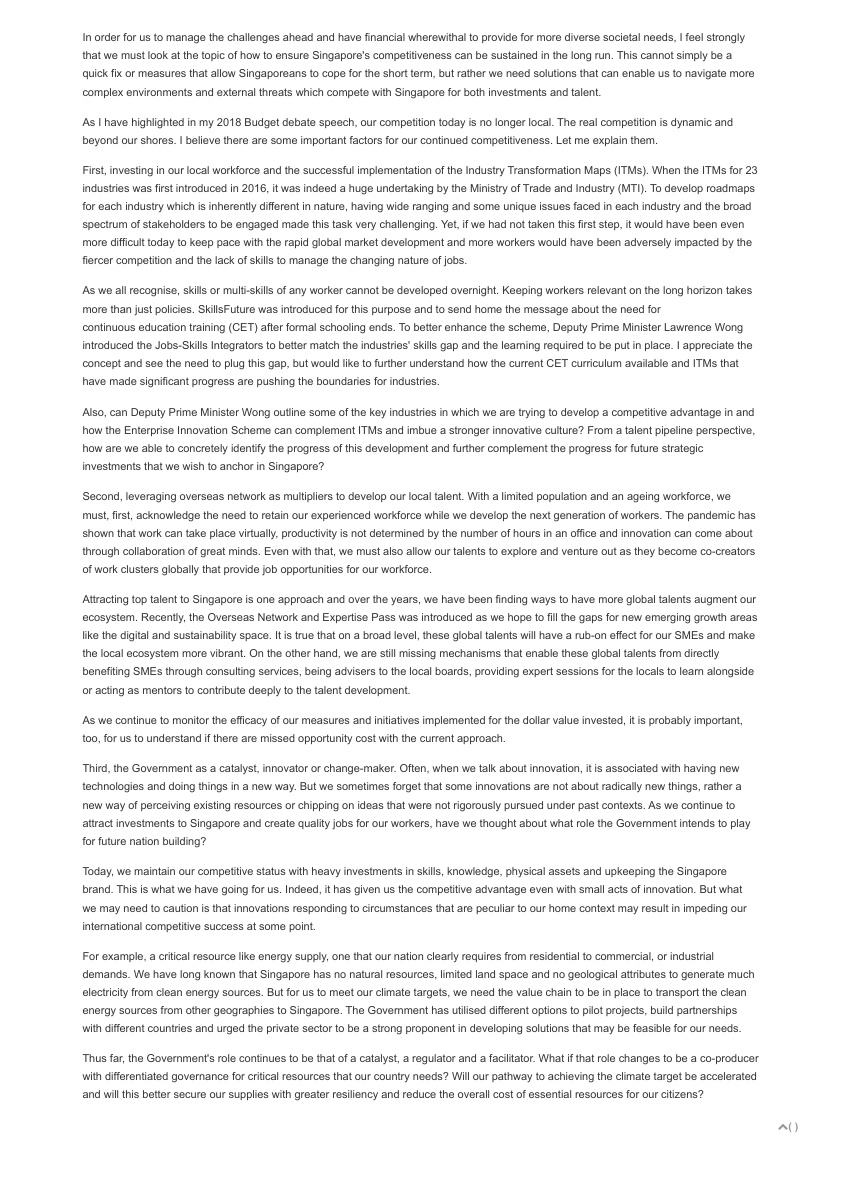 In order for us to manage the challenges ahead and have financial wherewithal to provide for more diverse societal needs, I feel strongly
that we must look at the topic of how to ensure Singapore's competitiveness can be sustained in the long run. This cannot simply be a
quick fix or measures that allow Singaporeans to cope for the short term, but rather we need solutions that can enable us to navigate more
complex environments and external threats which compete with Singapore for both investments and talent.
As I have highlighted in my 2018 Budget debate speech, our competition today is no longer local. The real competition is dynamic and
beyond our shores. I believe there are some important factors for our continued competitiveness. Let me explain them.
First, investing in our local workforce and the successful implementation of the Industry Transformation Maps (ITMs). When the ITMs for 23
industries was first introduced in 2016, it was indeed a huge undertaking by the Ministry of Trade and Industry (MTI). To develop roadmaps
for each industry which is inherently different in nature, having wide ranging and some unique issues faced in each industry and the broad
spectrum of stakeholders to be engaged made this task very challenging. Yet, if we had not taken this first step, it would have been even
more difficult today to keep pace with the rapid global market development and more workers would have been adversely impacted by the
fiercer competition and the lack of skills to manage the changing nature of jobs.
As we all recognise, skills or multi-skills of any worker cannot be developed overnight. Keeping workers relevant on the long horizon takes
more than just policies. SkillsFuture was introduced for this purpose and to send home the message about the need for
continuous education training (CET) after formal schooling ends. To better enhance the scheme, Deputy Prime Minister Lawrence Wong
introduced the Jobs-Skills Integrators to better match the industries' skills gap and the learning required to be put in place. I appreciate the
concept and see the need to plug this gap, but would like to further understand how the current CET curriculum available and ITMs that
have made significant progress are pushing the boundaries for industries.
Also, can Deputy Prime Minister Wong outline some of the key industries in which we are trying to develop a competitive advantage in and
how the Enterprise Innovation Scheme can complement ITMs and imbue a stronger innovative culture? From a talent pipeline perspective,
how are we able to concretely identify the progress of this development and further complement the progress for future strategic
investments that we wish to anchor in Singapore?
Second, leveraging overseas network as multipliers to develop our local talent. With a limited population and an ageing workforce, we
must, first, acknowledge the need to retain our experienced workforce while we develop the next generation of workers. The pandemic has
shown that work can take place virtually, productivity is not determined by the number of hours in an office and innovation can come about
through collaboration of great minds. Even with that, we must also allow our talents to explore and venture out as they become co-creators
of work clusters globally that provide job opportunities for our workforce.
Attracting top talent to Singapore is one approach and over the years, we have been finding ways to have more global talents augment our
ecosystem. Recently, the Overseas Network and Expertise Pass was introduced as we hope to fill the gaps for new emerging growth areas
like the digital and sustainability space. It is true that on a broad level, these global talents will have a rub-on effect for our SMEs and make
the local ecosystem more vibrant. On the other hand, we are still missing mechanisms that enable these global talents from directly
benefiting SMEs through consulting services, being advisers to the local boards, providing expert sessions for the locals to learn alongside
or acting as mentors to contribute deeply to the talent development.
As we continue to monitor the efficacy of our measures and initiatives implemented for the dollar value invested, it is probably important,
too, for us to understand if there are missed opportunity cost with the current approach.
Third, the Government as a catalyst, innovator or change-maker. Often, when we talk about innovation, it is associated with having new
technologies and doing things in a new way. But we sometimes forget that some innovations are not about radically new things, rather a
new way of perceiving existing resources or chipping on ideas that were not rigorously pursued under past contexts. As we continue to
attract investments to Singapore and create quality jobs for our workers, have we thought about what role the Government intends to play
for future nation building?
Today, we maintain our competitive status with heavy investments in skills, knowledge, physical assets and upkeeping the Singapore
brand. This is what we have going for us. Indeed, it has given us the competitive advantage even with small acts of innovation. But what
we may need to caution is that innovations responding to circumstances that are peculiar to our home context may result in impeding our
international competitive success at some point.
For example, a critical resource like energy supply, one that our nation clearly requires from residential to commercial, or industrial
demands. We have long known that Singapore has no natural resources, limited land space and no geological attributes to generate much
electricity from clean energy sources. But for us to meet our climate targets, we need the value chain to be in place to transport the clean
energy sources from other geographies to Singapore. The Government has utilised different options to pilot projects, build partnerships
with different countries and urged the private sector to be a strong proponent in developing solutions that may be feasible for our needs.
Thus far, the Government's role continues to be that of a catalyst, a regulator and a facilitator. What if that role changes to be a co-producer
with differentiated governance for critical resources that our country needs? Will our pathway to achieving the climate target be accelerated
and will this better secure our supplies with greater resiliency and reduce the overall cost of essential resources for our citizens?
( )